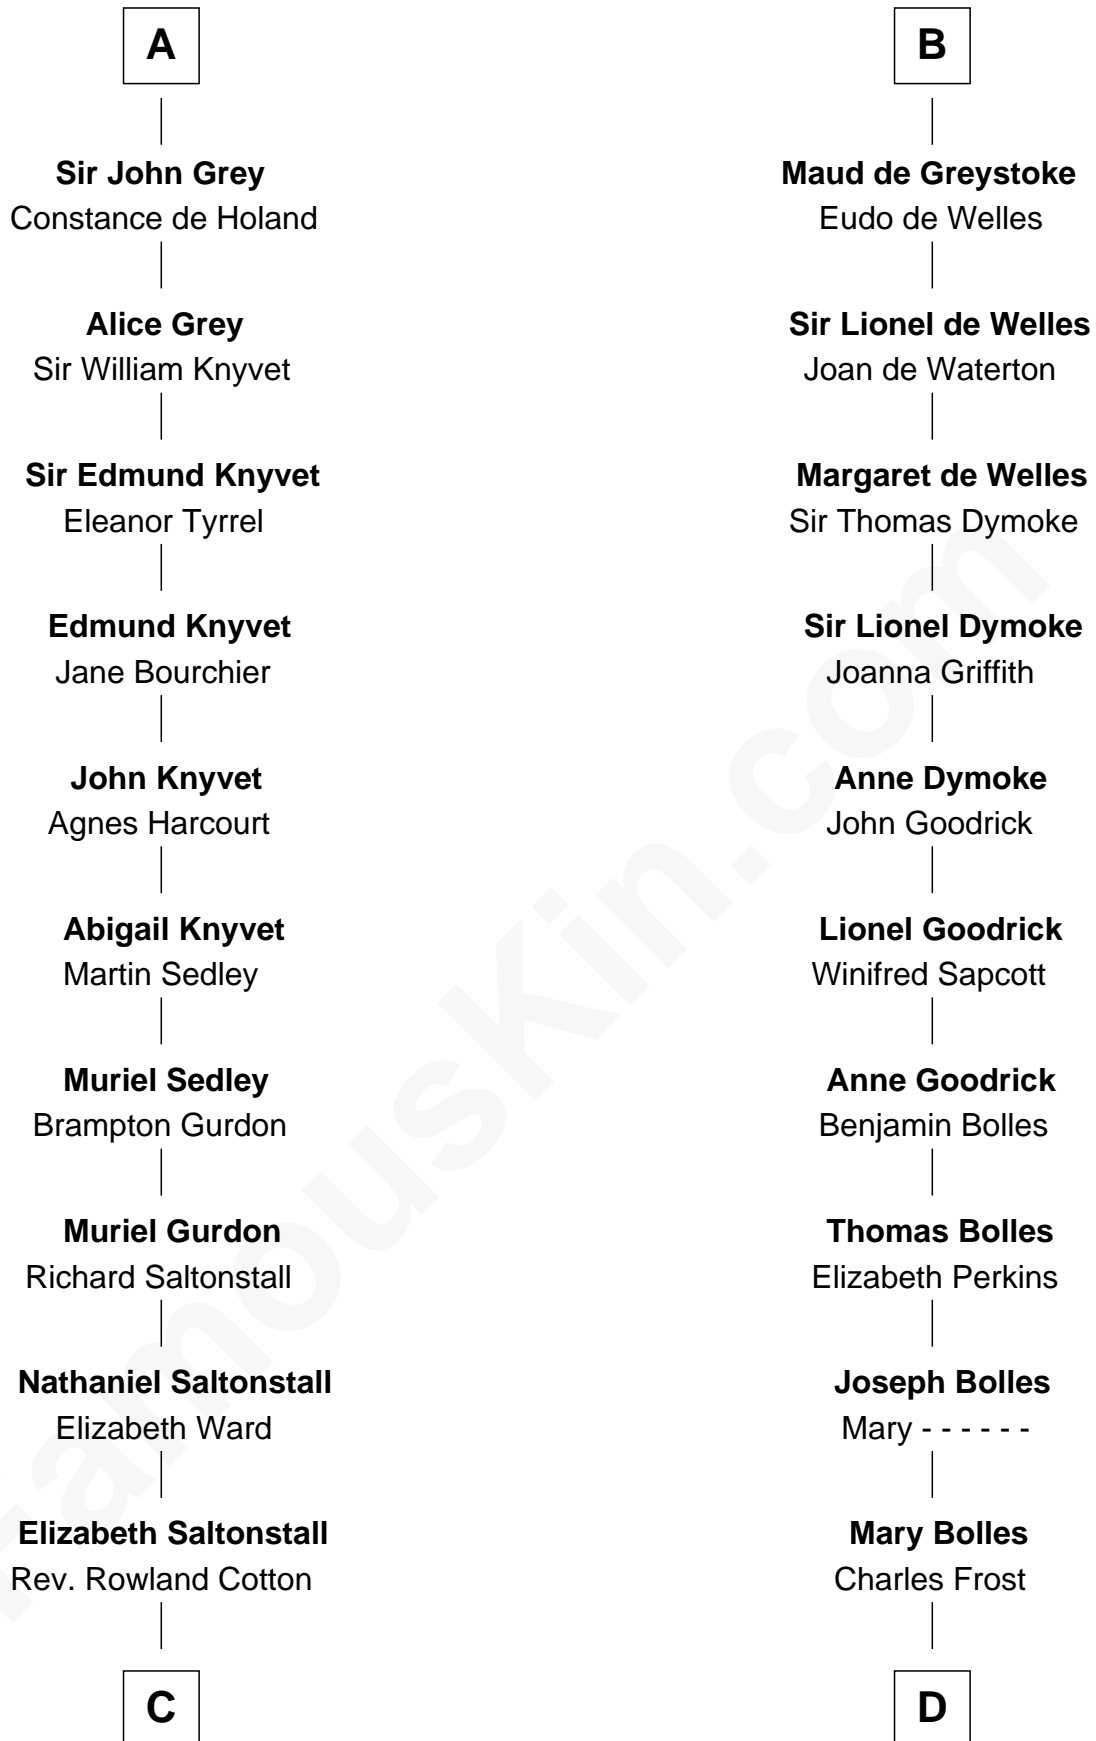 A
Sir John Grey
Constance de Holand
Alice Grey
Sir William Knyvet
Sir Edmund Knyvet
Eleanor Tyrrel
Edmund Knyvet
Jane Bourchier
John Knyvet
Agnes Harcourt
Abigail Knyvet
Martin Sedley
Muriel Sedley
Brampton Gurdon
Muriel Gurdon
Richard Saltonstall
Nathaniel Saltonstall
Elizabeth Ward
Elizabeth Saltonstall
Rev. Rowland Cotton
C
B
Maud de Greystoke
Eudo de Welles
Sir Lionel de Welles
Joan de Waterton
Margaret de Welles
Sir Thomas Dymoke
Sir Lionel Dymoke
Joanna Griffith
Anne Dymoke
John Goodrick
Lionel Goodrick
Winifred Sapcott
Anne Goodrick
Benjamin Bolles
Thomas Bolles
Elizabeth Perkins
Joseph Bolles
Mary - - - - - -
Mary Bolles
Charles Frost
D
FamousKin.com